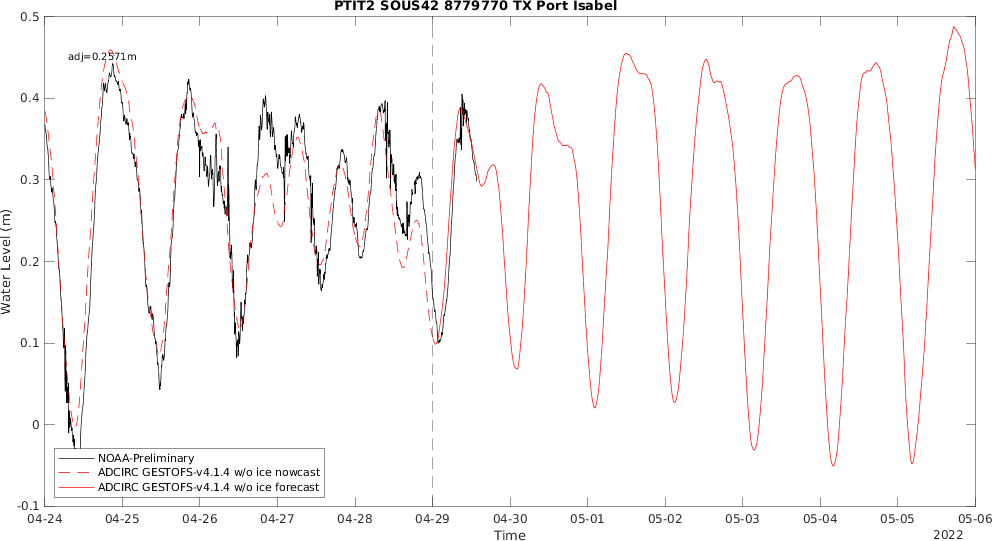 PTIT2 SOUS42 8779770 TX Port Isabel
adj=0.2571m
Water Level (m)
0.5
0.4
0.3
0.2
0.1
0
-0.1
NOAA-Preliminary
ADCIRC GESTOFS-v4.1.4 w/o ice nowcast
ADCIRC GESTOFS-v4.1.4 w/o ice forecast
04-24 04-25 04-26 04-27 04-28 04-29 04-30 05-01 05-02 05-03 05-04 05-05 05-06
Time
2022